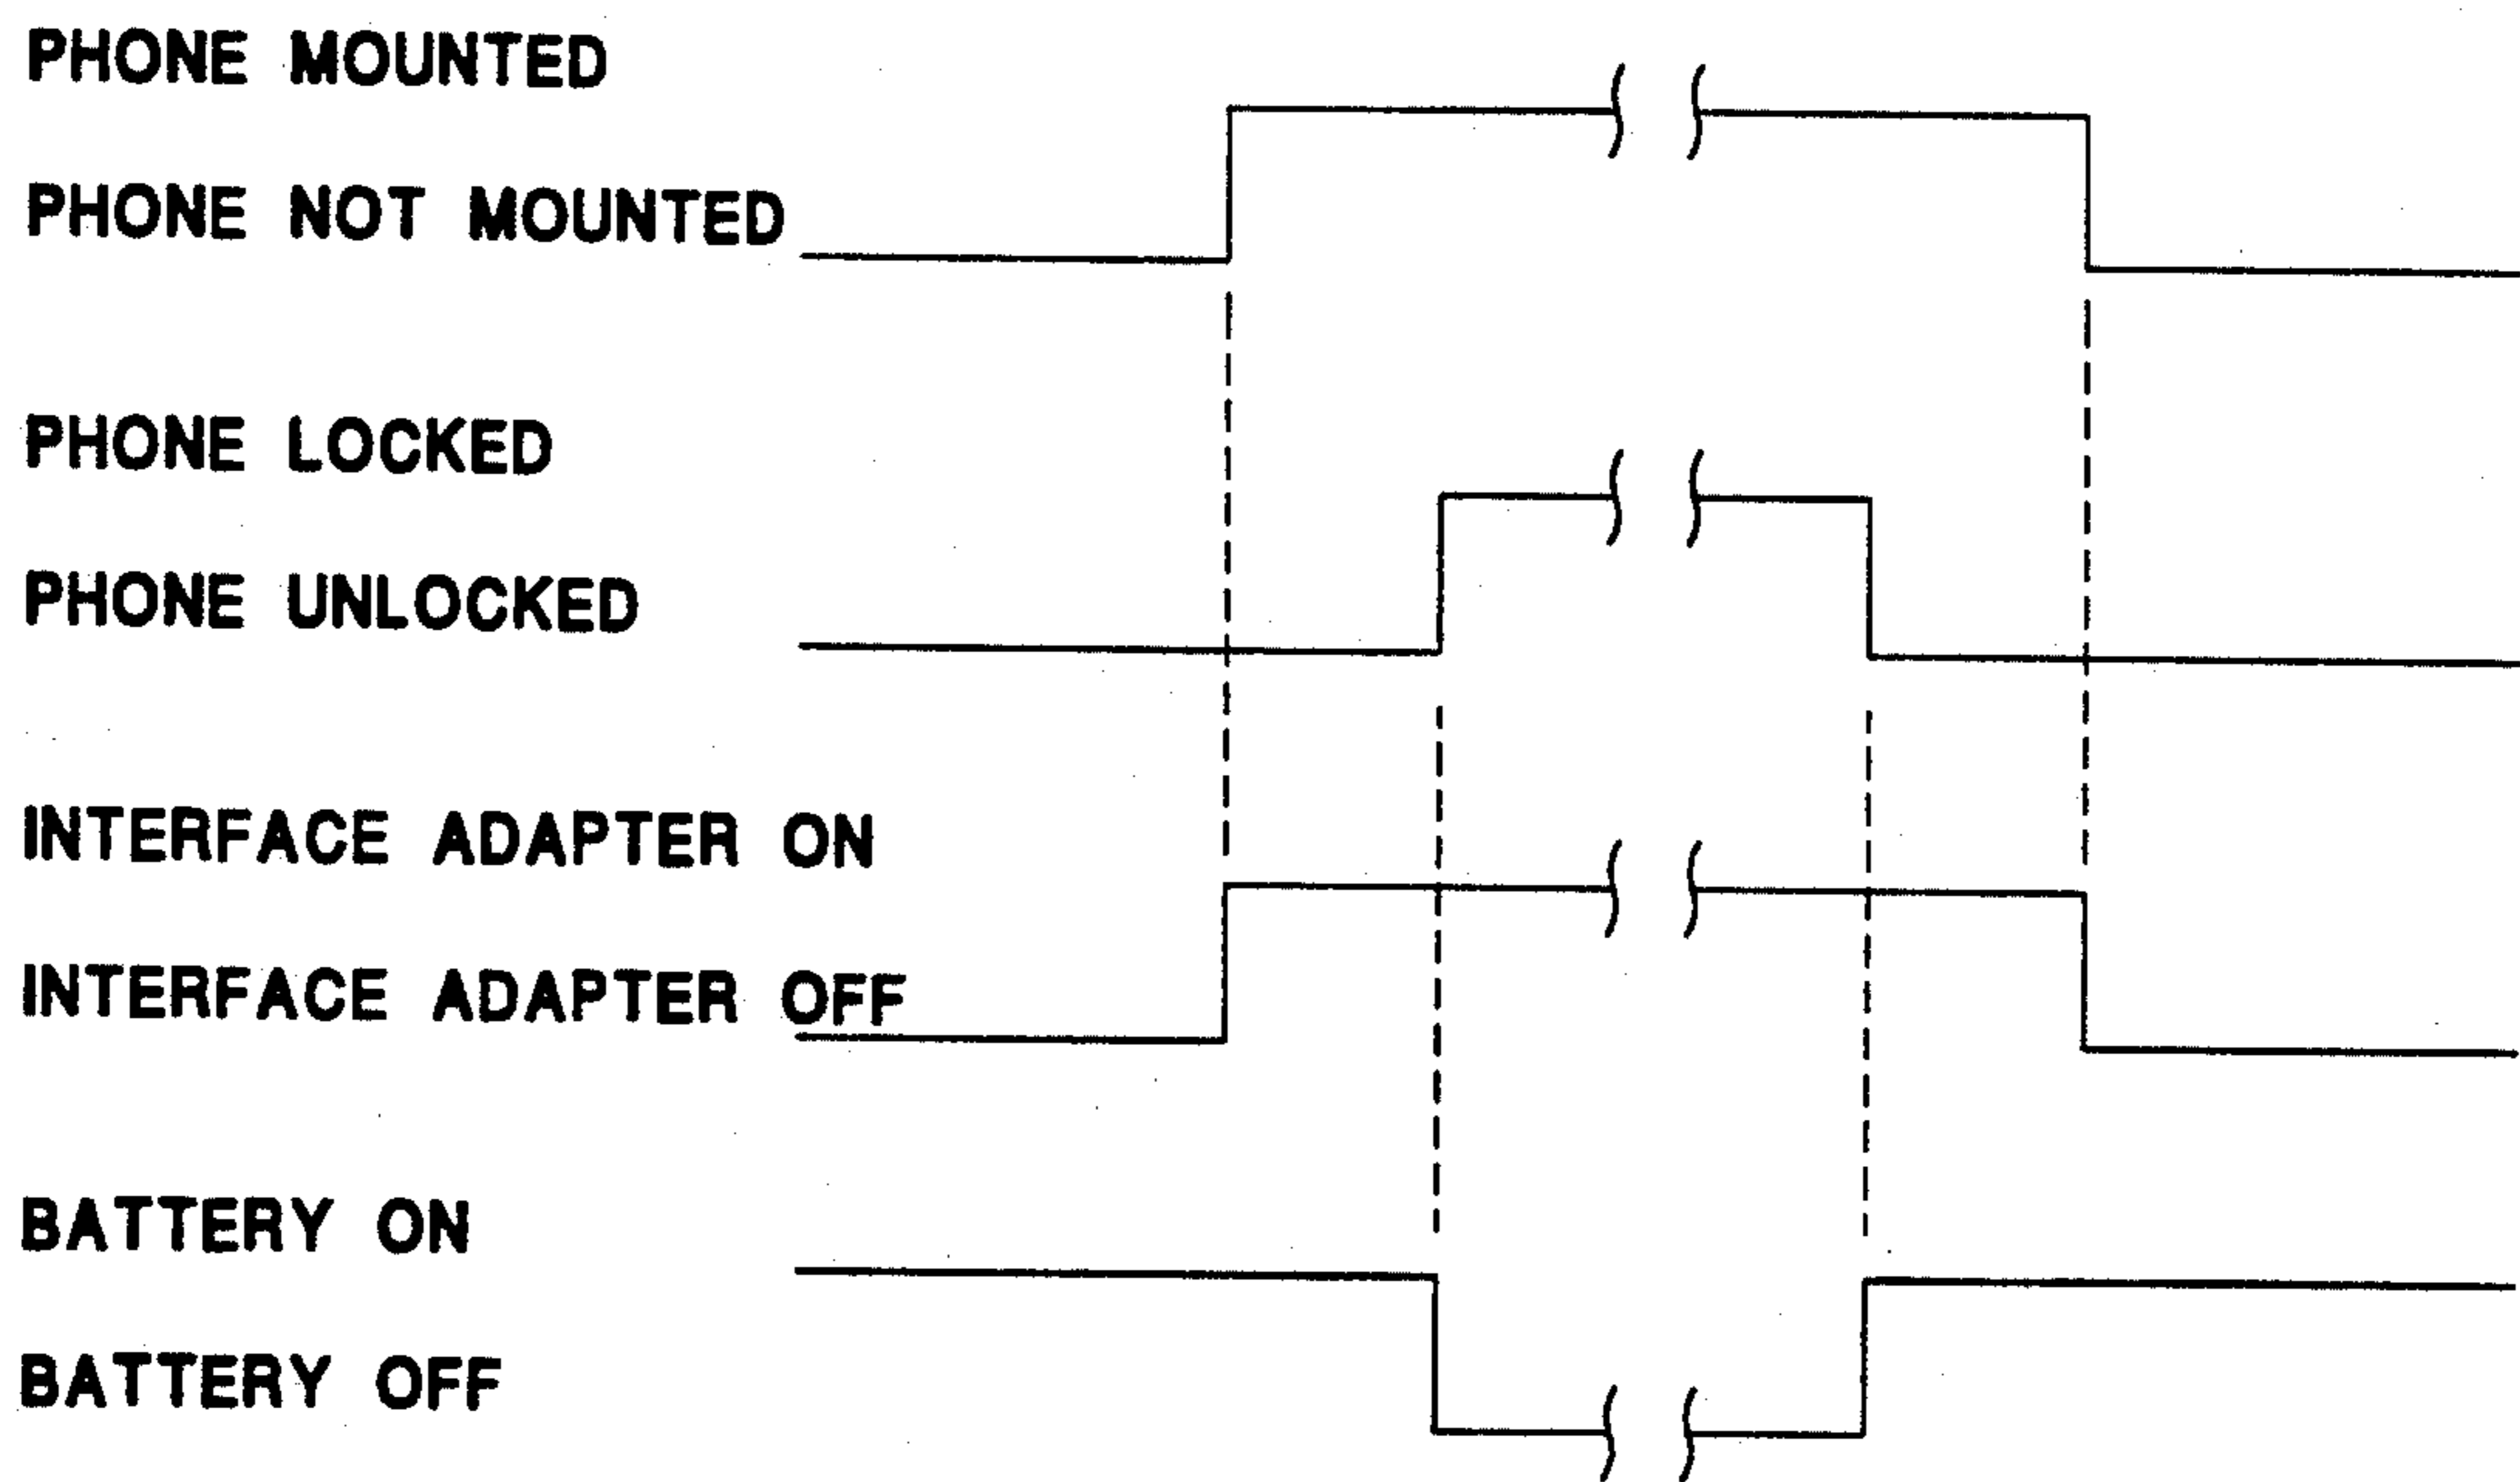 PHONE MOUNTED
PHONE NOT MOUNTED
PHONE LOCKED
PHONE UNLOCKED
INTERFACE ADAPTER ON
INTERFACE ADAPTER OFF
BATTERY ON
BATTERY OFF